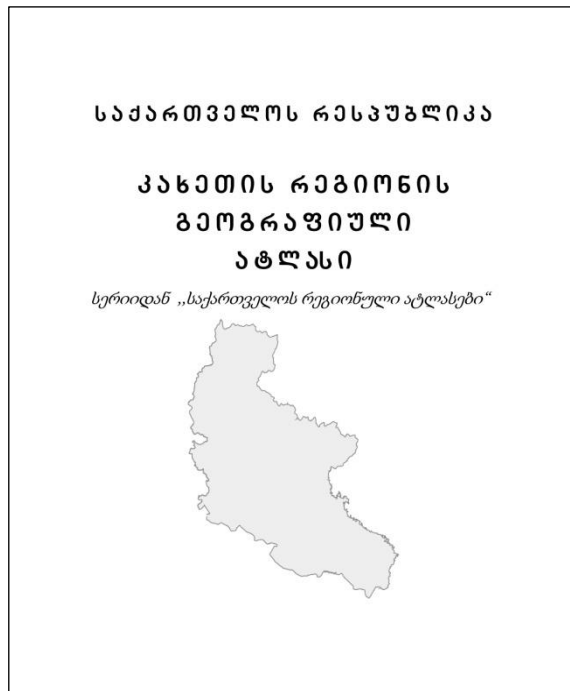 საქართველოს რესპუბლიკა
კახეთის რეგიონის
გეოგრაფიული
ატლასი
სერიიდან ,,საქართველოს რეგიონული ატლასები“